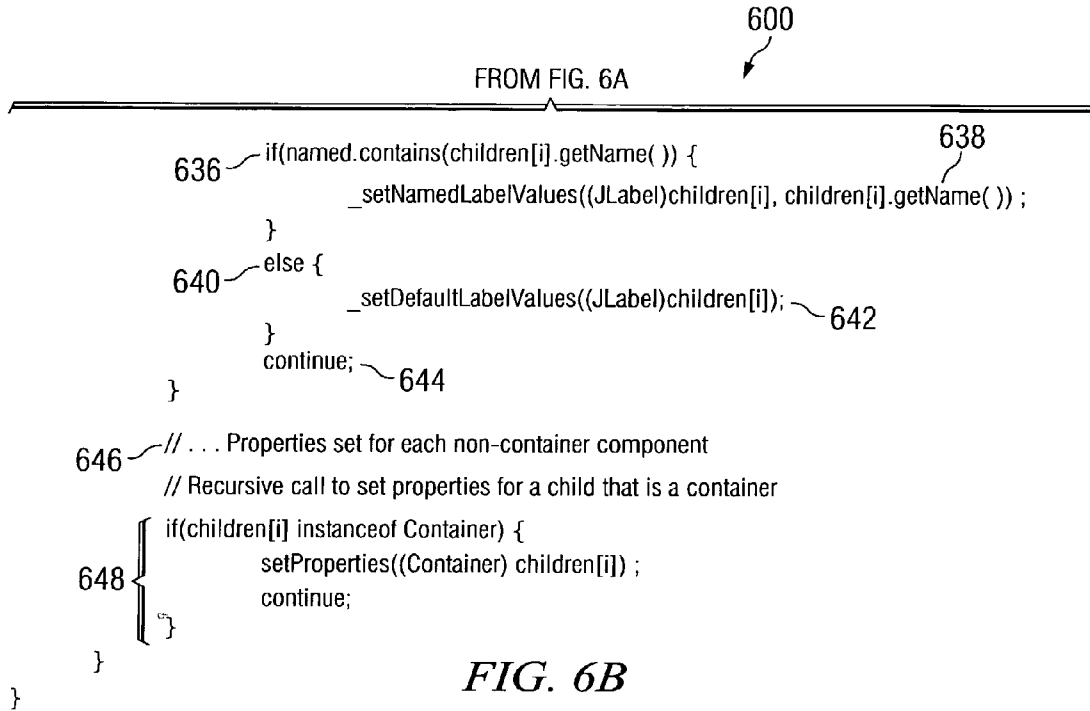 600
FROM FIG. 6A
636 if(named.contains(children[i].getName( )) { 638
_setNamedLabelValues((JLabel)children[i], children[i].getName( )) ;
}
640 else {
_setDefaultLabelValues((JLabel)children[i]); 642
}
continue; 644
}
646 // . . . Properties set for each non-container component
// Recursive call to set properties for a child that is a container
if(children[i] instanceof Container) {
648 setProperties((Container) children[i]) ;
continue;
}
}
}
FIG. 6B